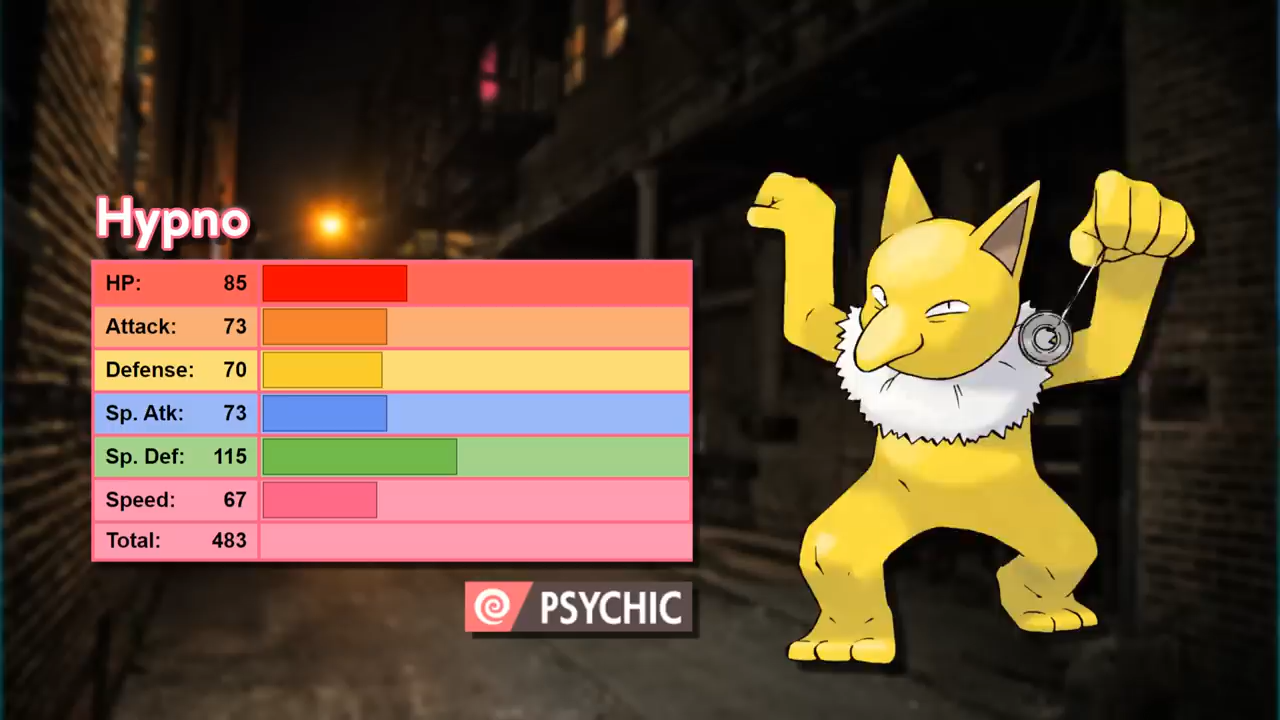 Hypno
HP: 85
Attack: 73
Defense: 70
Sp. Atk: 73
Sp. Def: 115
Speed: 67
Total: 483
PSYCHIC